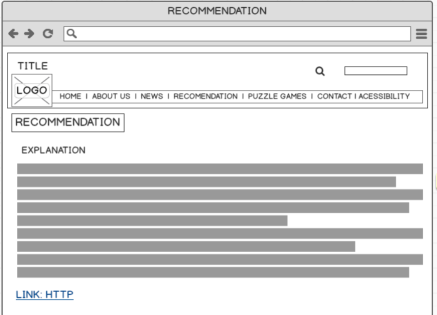 RECOMMENDATION
TITLE
LOGO
HOME | ABOUT US | NEWS | RECOMENDATION | PUZZLE GAMES | CONTACT | ACESSIBILITY
RECOMMENDATION
EXPLANATION
LINK: HTTP